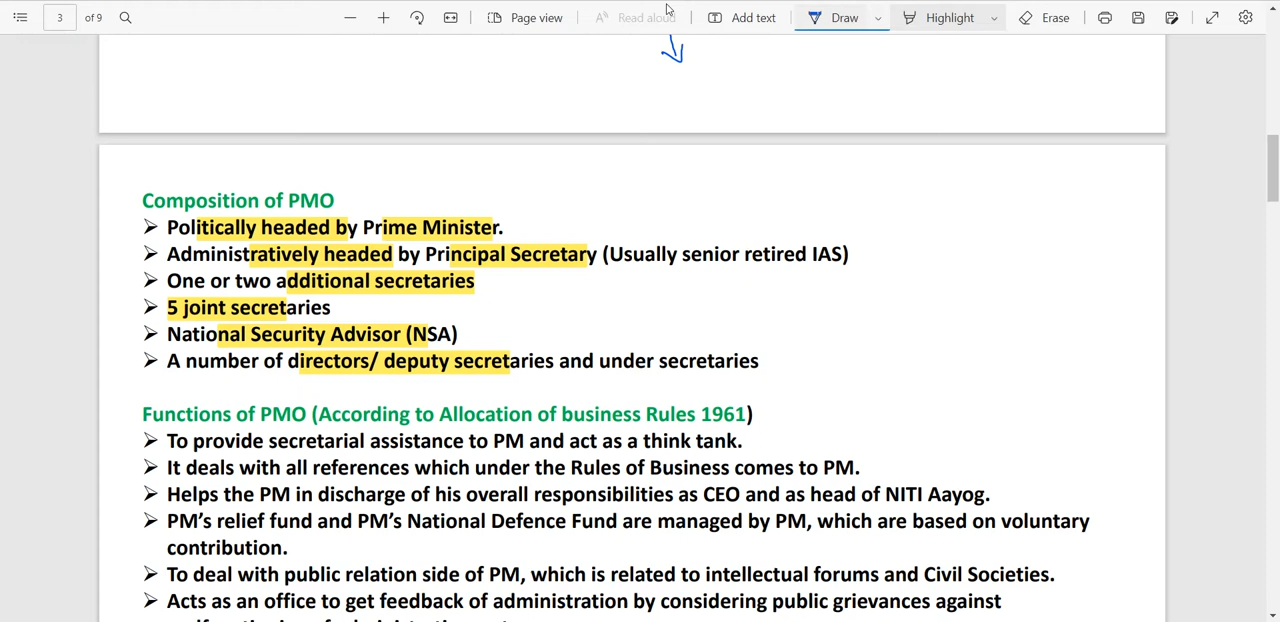 3 of 9 Page view Read aloud Add text Draw Highlight Erase
Composition of PMO
➢ Politically headed by Prime Minister.
➢ Administratively headed by Principal Secretary (Usually senior retired IAS)
➢ One or two additional secretaries
➢ 5 joint secretaries
➢ National Security Advisor (NSA)
➢ A number of directors/ deputy secretaries and under secretaries
Functions of PMO (According to Allocation of business Rules 1961)
➢ To provide secretarial assistance to PM and act as a think tank.
➢ It deals with all references which under the Rules of Business comes to PM.
➢ Helps the PM in discharge of his overall responsibilities as CEO and as head of NITI Aayog.
➢ PM’s relief fund and PM’s National Defence Fund are managed by PM, which are based on voluntary
contribution.
➢ To deal with public relation side of PM, which is related to intellectual forums and Civil Societies.
➢ Acts as an office to get feedback of administration by considering public grievances against